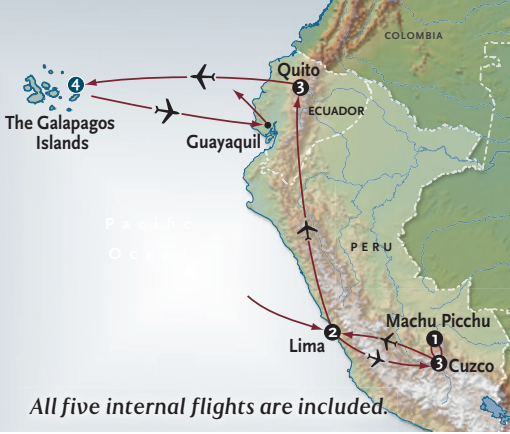 COLOMBIA
Quito
3
4
ECUADOR
The Galapagos
Islands
Guayaquil
Pacific
Ocean
PERU
Machu Picchu
1
2
Lima
3
Cuzco
All five internal flights are included.